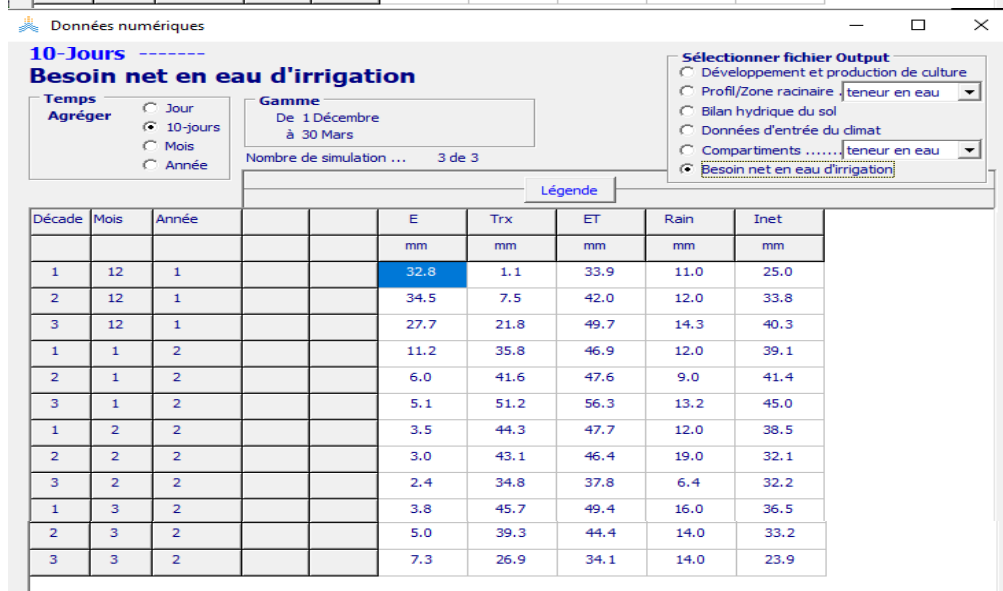 Données numériques
10-Jours -------
Besoin net en eau d'irrigation
Temps
Agréger
Jour
10-jours
Mois
Année
Gamme
De 1 Décembre
à 30 Mars
Nombre de simulation ... 3 de 3
Sélectionner fichier Output
Développement et production de culture
Profil/Zone racinaire . teneur en eau
Bilan hydrique du sol
Données d'entrée du climat
Compartiments ....... teneur en eau
Besoin net en eau d'irrigation
Légende
Décade Mois Année E Trx ET Rain Inet
mm mm mm mm mm
1 12 1 32.8 1.1 33.9 11.0 25.0
2 12 1 34.5 7.5 42.0 12.0 33.8
3 12 1 27.7 21.8 49.7 14.3 40.3
1 1 2 11.2 35.8 46.9 12.0 39.1
2 1 2 6.0 41.6 47.6 9.0 41.4
3 1 2 5.1 51.2 56.3 13.2 45.0
1 2 2 3.5 44.3 47.7 12.0 38.5
2 2 2 3.0 43.1 46.4 19.0 32.1
3 2 2 2.4 34.8 37.8 6.4 32.2
1 3 2 3.8 45.7 49.4 16.0 36.5
2 3 2 5.0 39.3 44.4 14.0 33.2
3 3 2 7.3 26.9 34.1 14.0 23.9